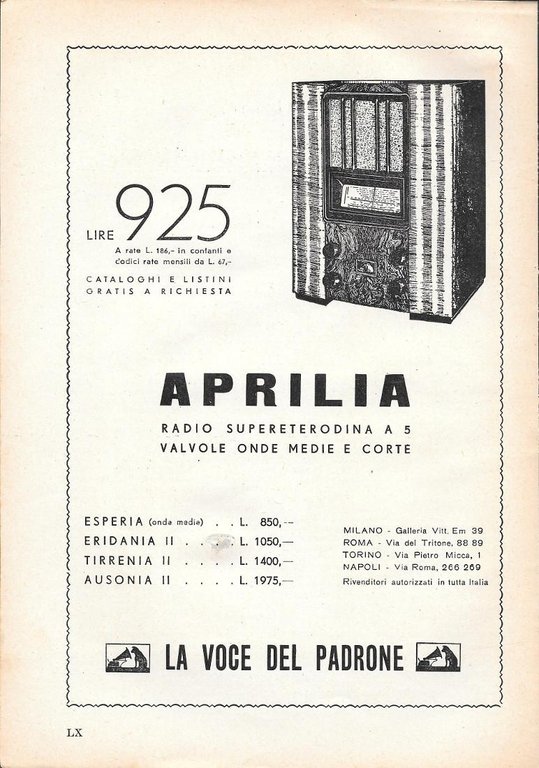 LIRE 925
A rate L. 186,- in contanti e
dodici rate mensili da L. 67,-
CATALOGHI E LISTINI
GRATIS A RICHIESTA
APRILIA
RADIO SUPERETERODINA A 5
VALVOLE ONDE MEDIE E CORTE
ESPERIA (onda media) . . L. 850,—
ERIDANIA II . . . . L. 1050,—
TIRRENIA II . . . . L. 1400,—
AUSONIA II . . . . L. 1975,—
MILANO - Galleria Vitt. Em 39
ROMA - Via del Tritone, 88 89
TORINO - Via Pietro Micca, 1
NAPOLI - Via Roma, 266 269
Rivenditori autorizzati in tutta Italia
LA VOCE DEL PADRONE
LX